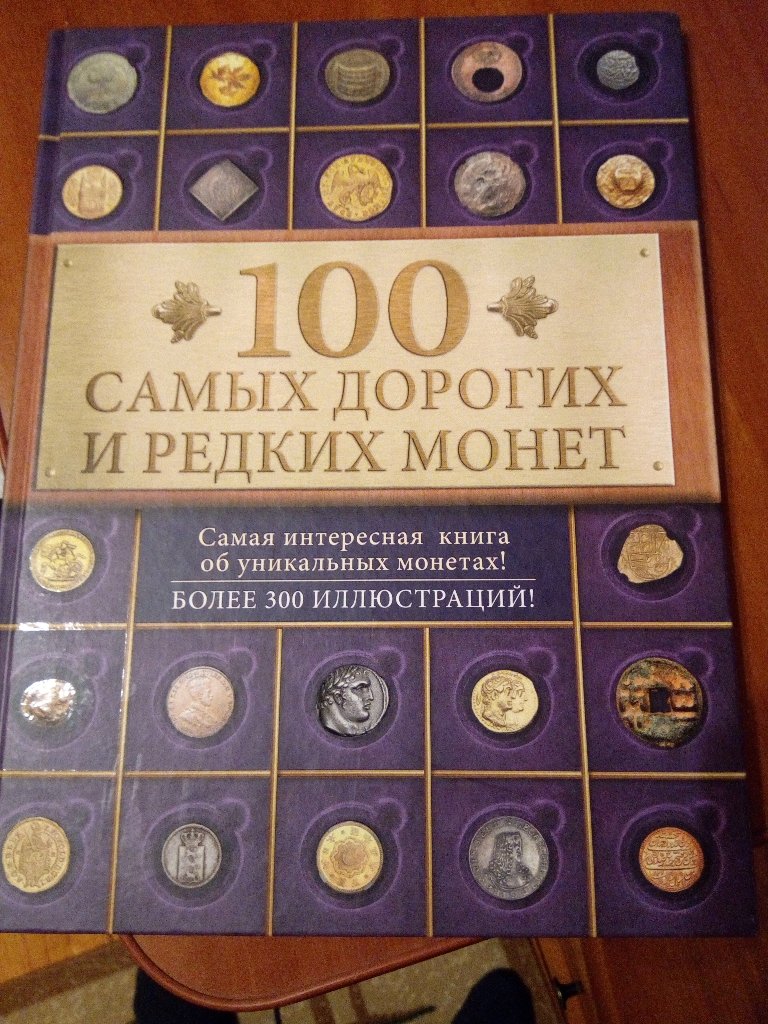 100
САМЫХ ДОРОГИХ
И РЕДКИХ МОНЕТ
Самая интересная книга
об уникальных монетах!
БОЛЕЕ 300 ИЛЛЮСТРАЦИЙ!